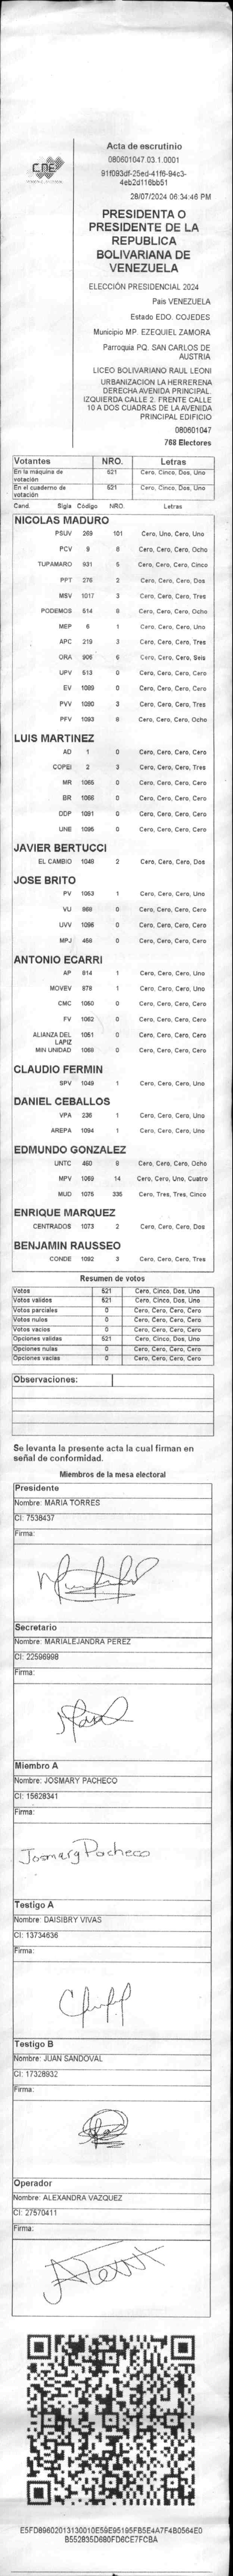 CNE
Acta de escrutinio
080601047.03.1.0001
91f093df-25ed-41f6-94c3-
4eb2d116bb51
28/07/2024 06:34:46 PM
PRESIDENTA O
PRESIDENTE DE LA
REPUBLICA
BOLIVARIANA DE
VENEZUELA
ELECCIÓN PRESIDENCIAL 2024
Pais VENEZUELA
Estado EDO. COJEDES
Municipio MP. EZEQUIEL ZAMORA
Parroquia PQ. SAN CARLOS DE
AUSTRIA
LICEO BOLIVARIANO RAUL LEONI
URBANIZACION LA HERRERENA
DERECHA AVENIDA PRINCIPAL.
IZQUIERDA CALLE 2. FRENTE CALLE
10 A DOS CUADRAS DE LA AVENIDA
PRINCIPAL EDIFICIO
080601047
768 Electores
Votantes NRO. Letras
En la máquina de votación 521 Cero, Cinco, Dos, Uno
En el cuaderno de votación 521 Cero, Cinco, Dos, Uno
Cand. Sigla Código NRO. Letras
NICOLAS MADURO
PSUV 269 101 Cero, Uno, Cero, Uno
PCV 9 8 Cero, Cero, Cero, Ocho
TUPAMARO 931 5 Cero, Cero, Cero, Cinco
PPT 276 2 Cero, Cero, Cero, Dos
MSV 1017 3 Cero, Cero, Cero, Tres
PODEMOS 514 8 Cero, Cero, Cero, Ocho
MEP 6 1 Cero, Cero, Cero, Uno
APC 219 3 Cero, Cero, Cero, Tres
ORA 906 6 Cero, Cero, Cero, Seis
UPV 513 0 Cero, Cero, Cero, Cero
EV 1089 0 Cero, Cero, Cero, Cero
PVV 1090 3 Cero, Cero, Cero, Tres
PFV 1093 8 Cero, Cero, Cero, Ocho
LUIS MARTINEZ
AD 1 0 Cero, Cero, Cero, Cero
COPEI 2 3 Cero, Cero, Cero, Tres
MR 1065 0 Cero, Cero, Cero, Cero
BR 1066 0 Cero, Cero, Cero, Cero
DDP 1091 0 Cero, Cero, Cero, Cero
UNE 1095 0 Cero, Cero, Cero, Cero
JAVIER BERTUCCI
EL CAMBIO 1048 2 Cero, Cero, Cero, Dos
JOSE BRITO
PV 1053 1 Cero, Cero, Cero, Uno
VU 0 Cero, Cero, Cero, Cero
UVV 1096 0 Cero, Cero, Cero, Cero
MPJ 458 0 Cero, Cero, Cero, Cero
ANTONIO ECARRI
AP 814 1 Cero, Cero, Cero, Uno
MOVEV 878 1 Cero, Cero, Cero, Uno
CMC 1050 0 Cero, Cero, Cero, Cero
FV 1062 0 Cero, Cero, Cero, Cero
ALIANZA DEL LAPIZ 1051 0 Cero, Cero, Cero, Cero
MIN UNIDAD 1069 0 Cero, Cero, Cero, Cero
CLAUDIO FERMIN
SPV 1049 1 Cero, Cero, Cero, Uno
DANIEL CEBALLOS
VPA 236 1 Cero, Cero, Cero, Uno
AREPA 1094 1 Cero, Cero, Cero, Uno
EDMUNDO GONZALEZ
UNTC 460 8 Cero, Cero, Cero, Ocho
MPV 1069 14 Cero, Cero, Uno, Cuatro
MUD 1075 335 Cero, Tres, Tres, Cinco
ENRIQUE MARQUEZ
CENTRADOS 1073 2 Cero, Cero, Cero, Dos
BENJAMIN RAUSSEO
CONDE 1092 3 Cero, Cero, Cero, Tres
Resumen de votos
Votos 521 Cero, Cinco, Dos, Uno
Votos validos 521 Cero, Cinco, Dos, Uno
Votos parciales 0 Cero, Cero, Cero, Cero
Votos nulos 0 Cero, Cero, Cero, Cero
Votos vacios 0 Cero, Cero, Cero, Cero
Opciones validas 521 Cero, Cinco, Dos, Uno
Opciones nulas 0 Cero, Cero, Cero, Cero
Opciones vacias 0 Cero, Cero, Cero, Cero
Observaciones:
Se levanta la presente acta la cual firman en
señal de conformidad.
Miembros de la mesa electoral
Presidente
Nombre: MARIA TORRES
CI: 7538437
Firma:
Secretario
Nombre: MARIALEJANDRA PEREZ
CI: 22596998
Firma:
Miembro A
Nombre: JOSMARY PACHECO
CI: 15628341
Firma:
Josmary Pacheco
Testigo A
Nombre: DAISIBRY VIVAS
CI: 13734636
Firma:
Testigo B
Nombre: JUAN SANDOVAL
CI: 17328932
Firma:
Operador
Nombre: ALEXANDRA VAZQUEZ
CI: 27570411
Firma:
E5FD89602013130010E59E95195FB5E4A7F4B0564E0
B552835D680FD6CE7FCBA